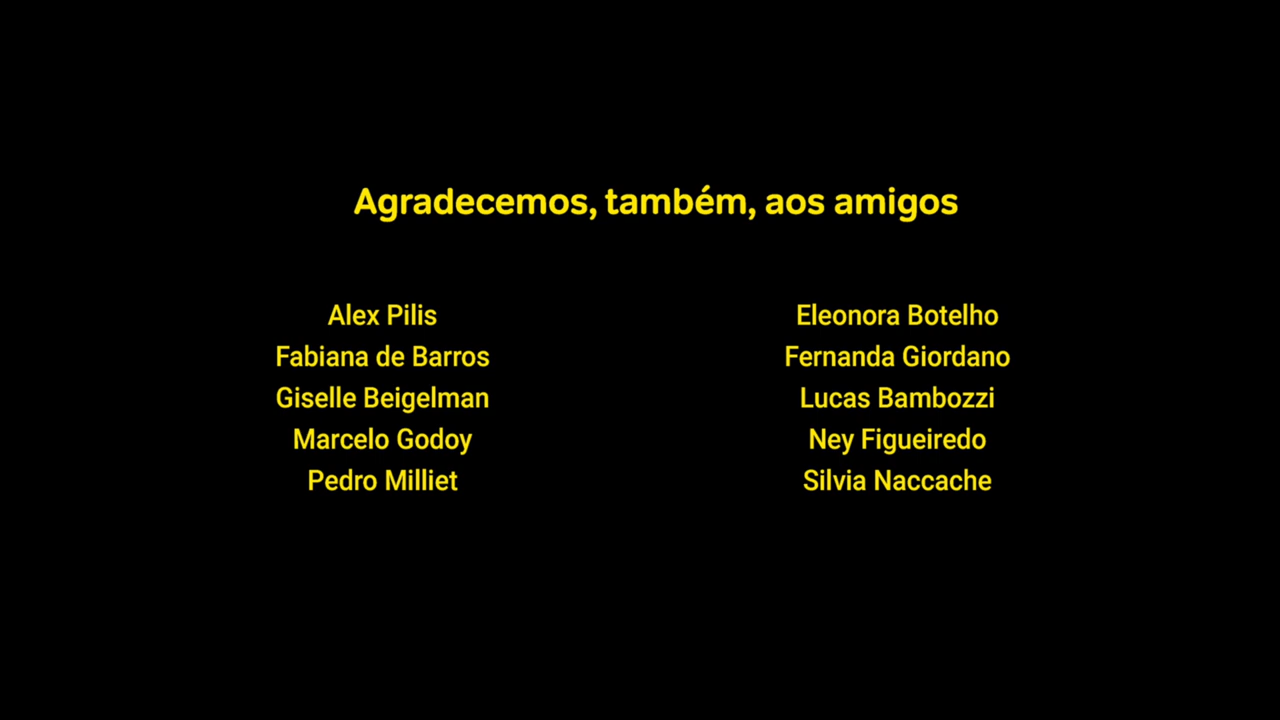 Agradecemos, também, aos amigos
Alex Pilis
Fabiana de Barros
Giselle Beigelman
Marcelo Godoy
Pedro Milliet
Eleonora Botelho
Fernanda Giordano
Lucas Bambozzi
Ney Figueiredo
Silvia Naccache